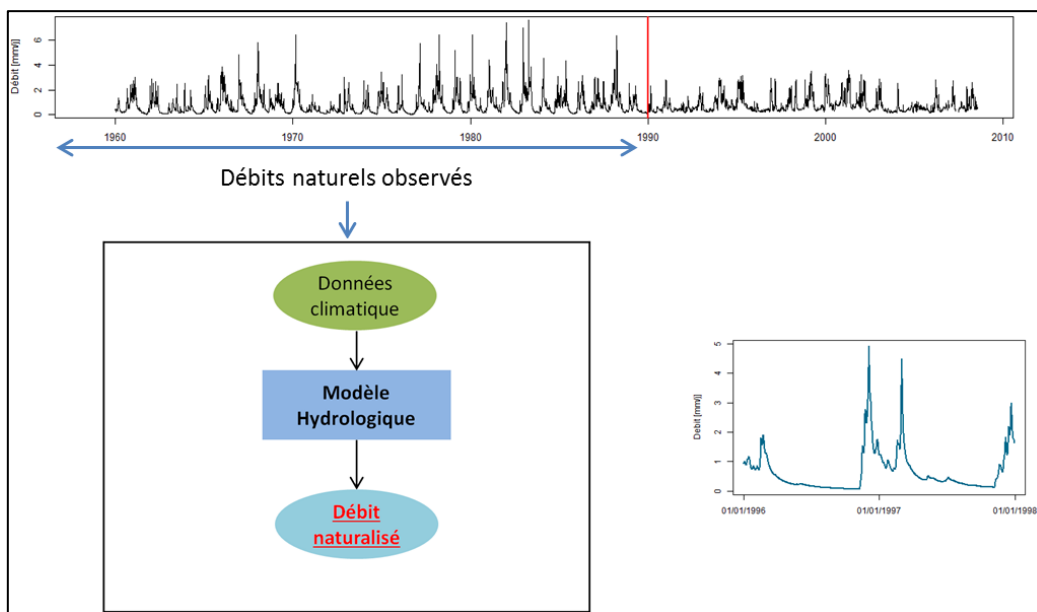 Débit [mm/j]
6
4
2
0
1960 1970 1980 1990 2000 2010
Débits naturels observés
Données
climatique
Modèle
Hydrologique
Débit
naturalisé
Debit [mm/j]
5
4
3
2
1
0
01/01/1996 01/01/1997 01/01/1998